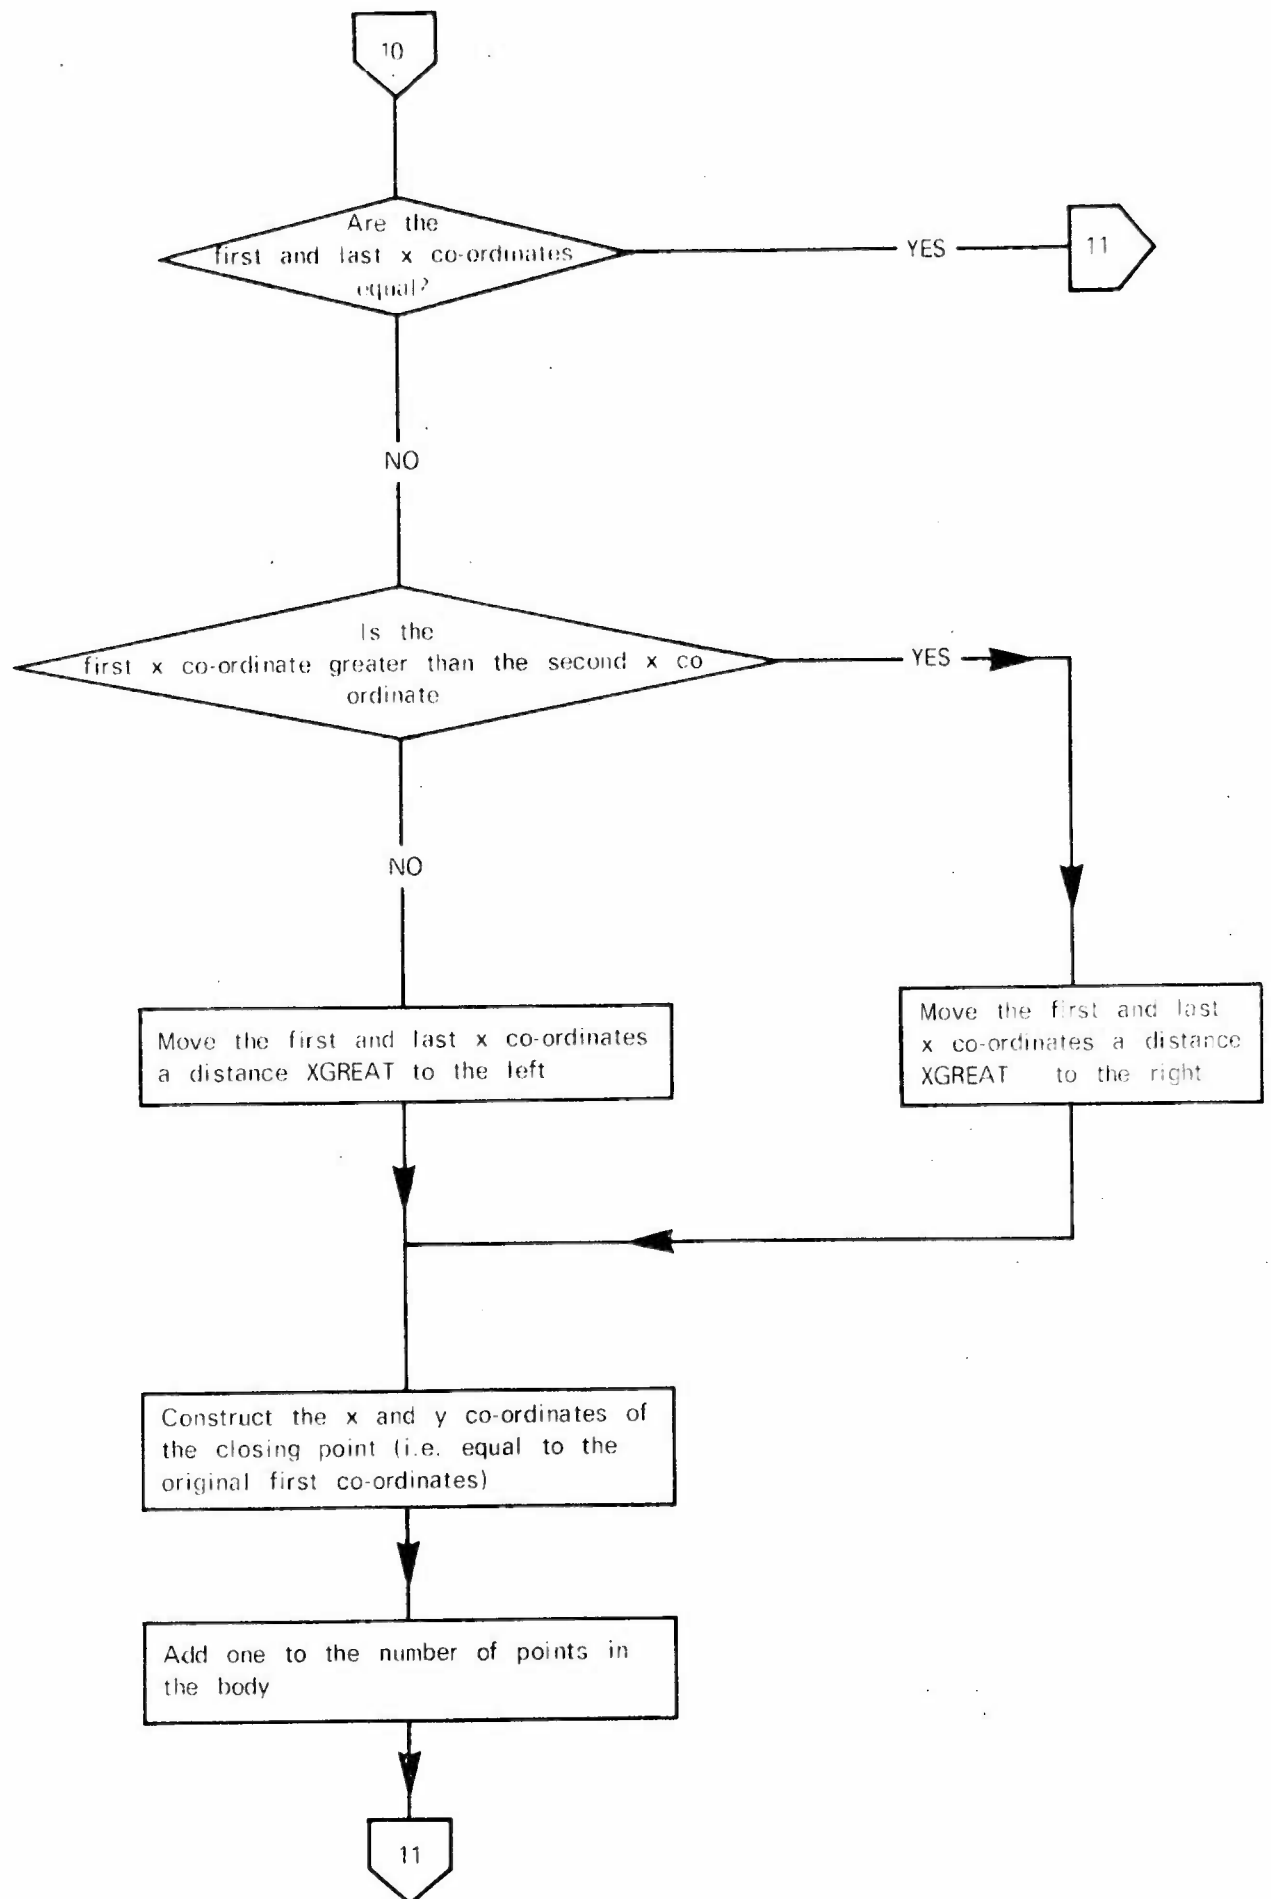 10
Are the
first and last x co-ordinates
equal?
YES
11
NO
Is the
first x co-ordinate greater than the second x co
ordinate
YES
NO
Move the first and last x co-ordinates
a distance XGREAT to the left
Move the first and last
x co-ordinates a distance
XGREAT to the right
Construct the x and y co-ordinates of
the closing point (i.e. equal to the
original first co-ordinates)
Add one to the number of points in
the body
11